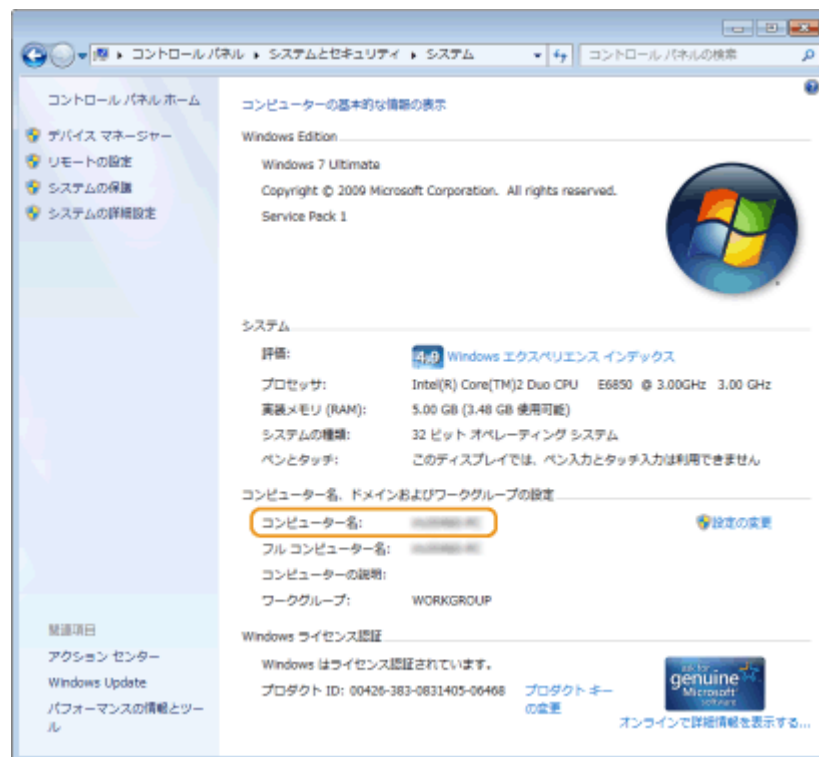 コントロール パネル ▸ システムとセキュリティ ▸ システム
コントロール パネルの検索
コントロール パネル ホーム
デバイス マネージャー
リモートの設定
システムの保護
システムの詳細設定
コンピューターの基本的な情報の表示
Windows Edition
Windows 7 Ultimate
Copyright © 2009 Microsoft Corporation. All rights reserved.
Service Pack 1
システム
評価: 4.9 Windows エクスペリエンス インデックス
プロセッサ: Intel(R) Core(TM)2 Duo CPU E6850 @ 3.00GHz 3.00 GHz
実装メモリ (RAM): 5.00 GB (3.48 GB 使用可能)
システムの種類: 32 ビット オペレーティング システム
ペンとタッチ: このディスプレイでは、ペン入力とタッチ入力は利用できません
コンピューター名、ドメインおよびワークグループの設定
コンピューター名:
設定の変更
フル コンピューター名:
コンピューターの説明:
ワークグループ: WORKGROUP
Windows ライセンス認証
Windows はライセンス認証されています。
プロダクト ID: 00426-383-0831405-06468
プロダクト キー
の変更
ask for
genuine
Microsoft
software
オンラインで詳細情報を表示する...
関連項目
アクション センター
Windows Update
パフォーマンスの情報とツー
ル